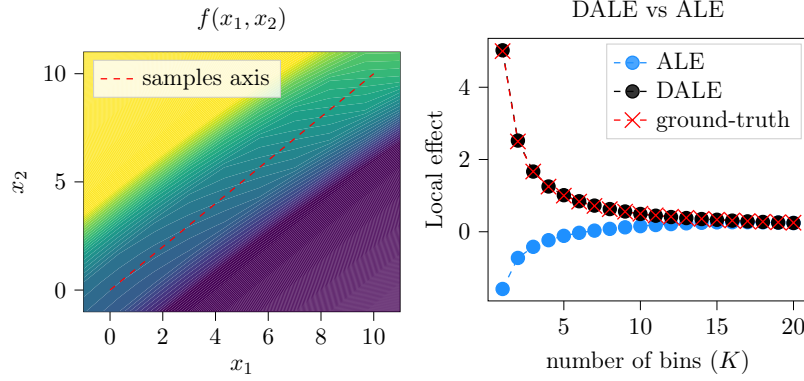 f(x₁, x₂)
samples axis
10
5
0
x₂
0 2 4 6 8 10
x₁
DALE vs ALE
ALE
DALE
ground-truth
4
2
0
Local effect
5 10 15 20
number of bins (K)